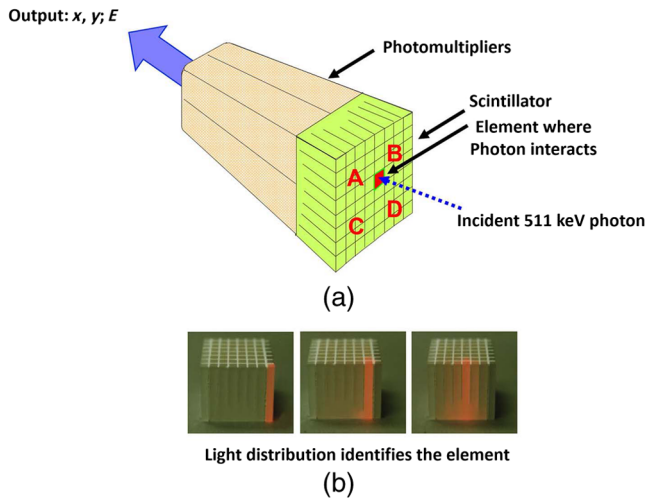 Output: x, y; E
Photomultipliers
Scintillator
Element where
Photon interacts
B
A
D
C
Incident 511 keV photon
(a)
Light distribution identifies the element
(b)